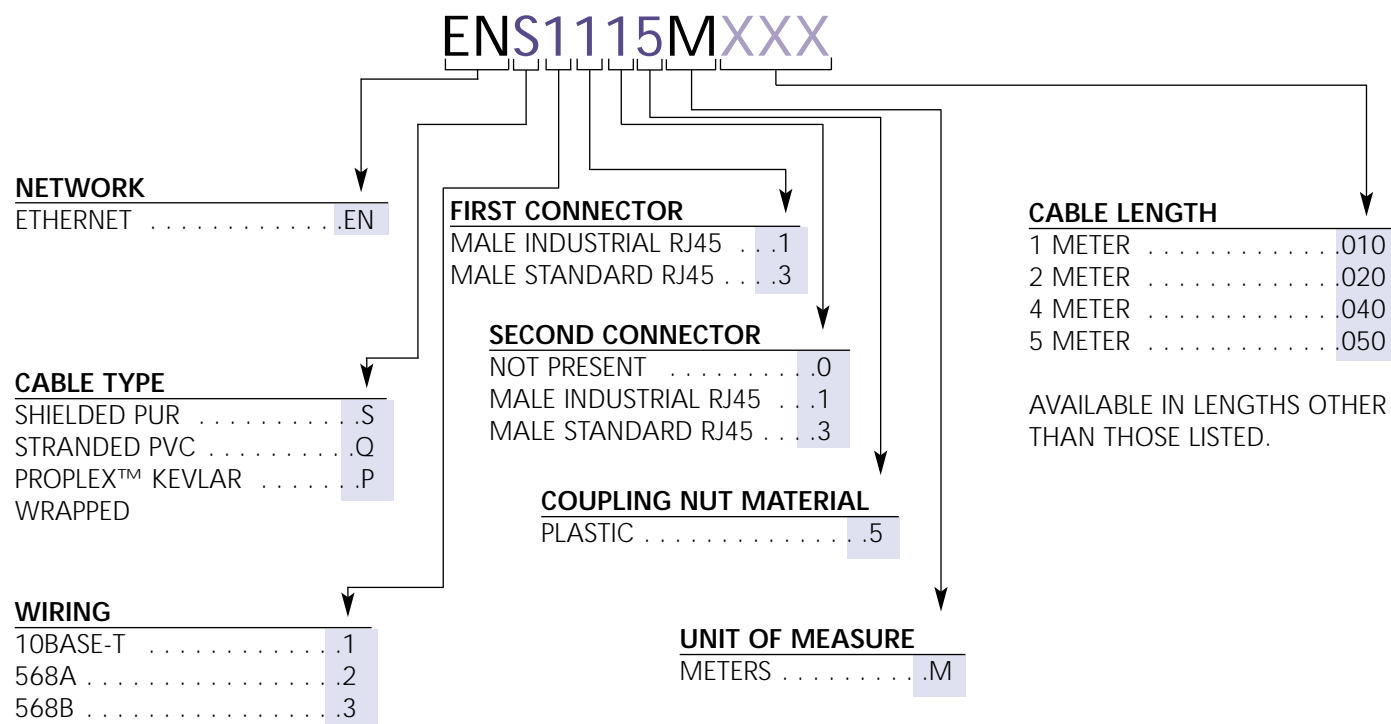 ENS1115MXXX
NETWORK
ETHERNET . . . . . . . . . . . . .EN
CABLE TYPE
SHIELDED PUR . . . . . . . . . . .S
STRANDED PVC . . . . . . . . . .Q
PROPLEX™ KEVLAR . . . . . . .P
WRAPPED
WIRING
10BASE-T . . . . . . . . . . . . .1
568A . . . . . . . . . . . . . . . . .2
568B . . . . . . . . . . . . . . . . .3
FIRST CONNECTOR
MALE INDUSTRIAL RJ45 . . .1
MALE STANDARD RJ45 . . . .3
SECOND CONNECTOR
NOT PRESENT . . . . . . . . . .0
MALE INDUSTRIAL RJ45 . . .1
MALE STANDARD RJ45 . . . .3
COUPLING NUT MATERIAL
PLASTIC . . . . . . . . . . . . . . .5
UNIT OF MEASURE
METERS . . . . . . . . . .M
CABLE LENGTH
1 METER . . . . . . . . . . . . .010
2 METER . . . . . . . . . . . . .020
4 METER . . . . . . . . . . . . .040
5 METER . . . . . . . . . . . . .050
AVAILABLE IN LENGTHS OTHER
THAN THOSE LISTED.